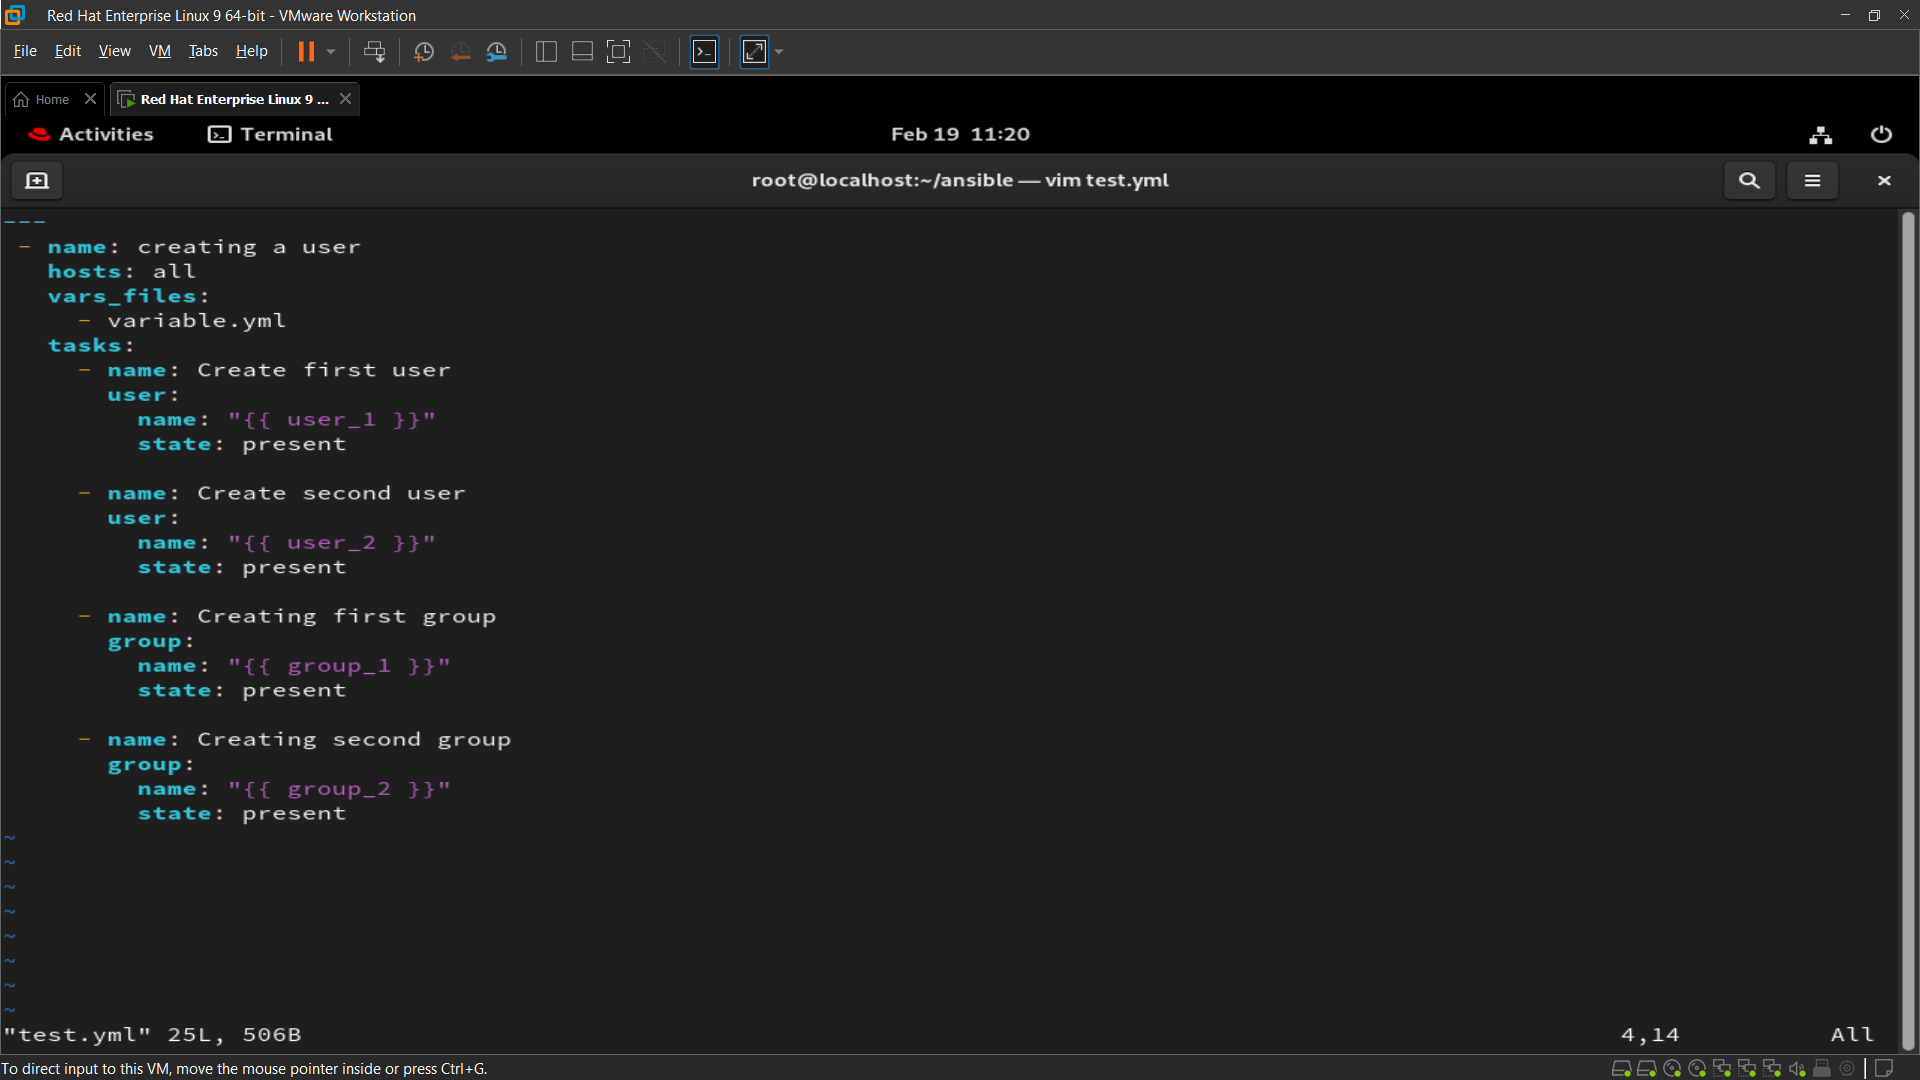 Red Hat Enterprise Linux 9 64-bit - VMware Workstation
File Edit View VM Tabs Help
Home Red Hat Enterprise Linux 9 ...
Activities Terminal Feb 19 11:20
root@localhost:~/ansible — vim test.yml
---
 - name: creating a user
   hosts: all
   vars_files:
     - variable.yml
   tasks:
     - name: Create first user
       user:
         name: "{{ user_1 }}"
         state: present

     - name: Create second user
       user:
         name: "{{ user_2 }}"
         state: present

     - name: Creating first group
       group:
         name: "{{ group_1 }}"
         state: present

     - name: Creating second group
       group:
         name: "{{ group_2 }}"
         state: present
~
~
~
~
~
~
~
~
"test.yml" 25L, 506B 4,14 All
To direct input to this VM, move the mouse pointer inside or press Ctrl+G.